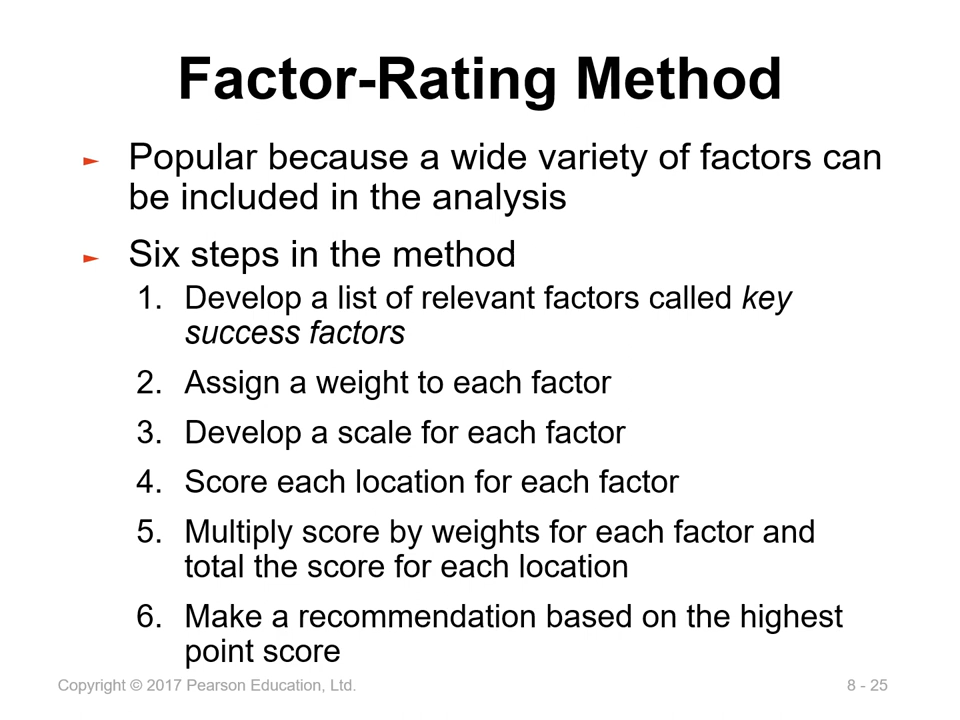 Factor-Rating Method
► Popular because a wide variety of factors can
be included in the analysis
► Six steps in the method
1. Develop a list of relevant factors called key
success factors
2. Assign a weight to each factor
3. Develop a scale for each factor
4. Score each location for each factor
5. Multiply score by weights for each factor and
total the score for each location
6. Make a recommendation based on the highest
point score
Copyright © 2017 Pearson Education, Ltd. 8 - 25